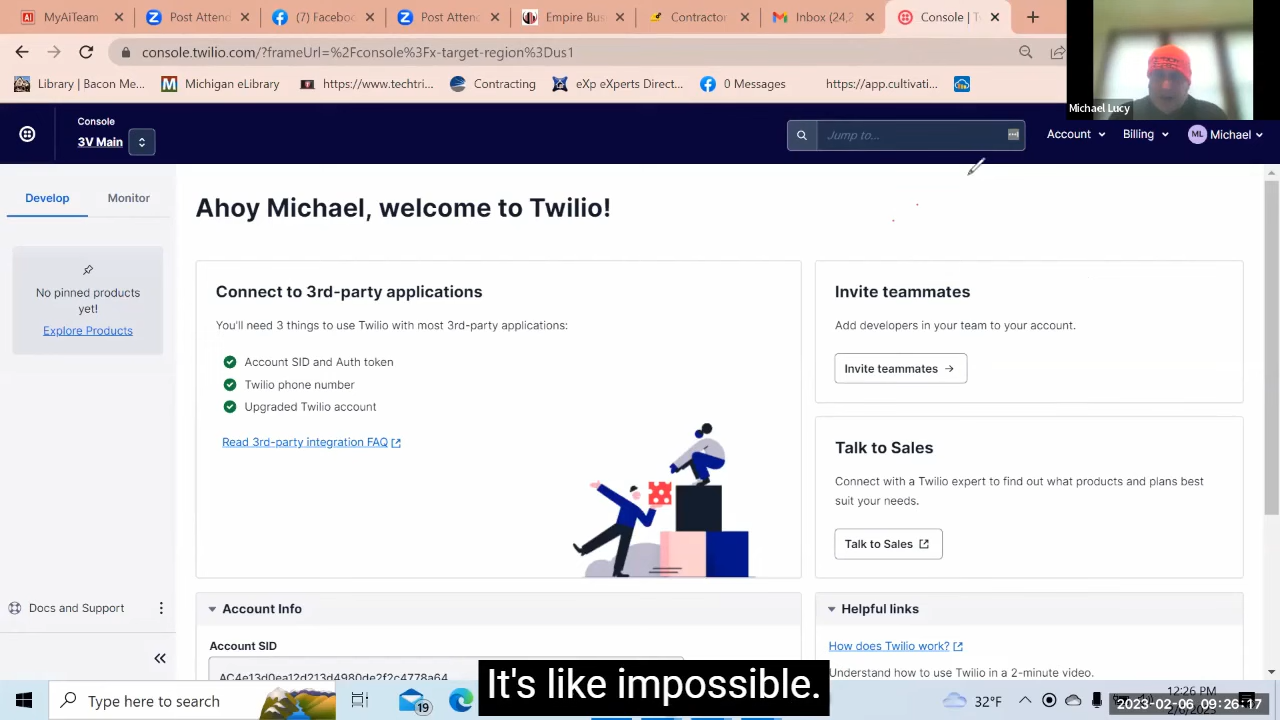 MyAiTeam
(2) Faceboo
Post Atten
Post Attend
Empire Bus
Contractor
Inbox (24,2
Console | T
console.twilio.com/?frameUrl=%2Fconsole%3Fx-target-region%3Dus1
Library | Bacon Mem...
Michigan eLibrary
https://www.techtri...
Contracting
eXp eXperts Direct...
0 Messages
https://app.cultivati...
Michael Lucy
Console
3V Main
Jump to...
Account
Billing
ML Michael
Develop
Monitor
Ahoy Michael, welcome to Twilio!
No pinned products
yet!
Explore Products
Connect to 3rd-party applications
You'll need 3 things to use Twilio with most 3rd-party applications:
Account SID and Auth token
Twilio phone number
Upgraded Twilio account
Read 3rd-party integration FAQ
Invite teammates
Add developers in your team to your account.
Invite teammates →
Talk to Sales
Connect with a Twilio expert to find out what products and plans best
suit your needs.
Talk to Sales
Docs and Support
Account Info
Account SID
Helpful links
How does Twilio work?
Understand how to use Twilio in a 2-minute video.
It's like impossible.
Type here to search
19
32°F
12:26 PM
2023-02-06 09:26:17